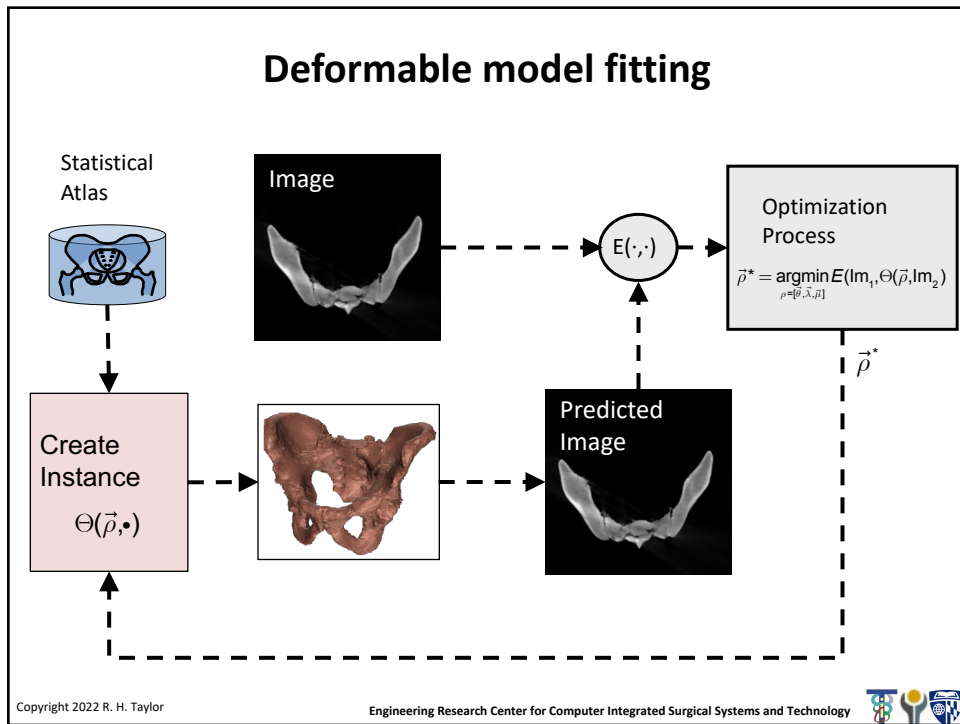 Deformable model fitting
Statistical
Atlas
Image
E(·,·)
Optimization
Process
ρ⃗* = argmin E(Im₁,Θ(ρ⃗,Im₂)
ρ=[θ⃗,λ⃗,μ⃗]
ρ⃗*
Create
Instance
Θ(ρ⃗,•)
Predicted
Image
Copyright 2022 R. H. Taylor
Engineering Research Center for Computer Integrated Surgical Systems and Technology